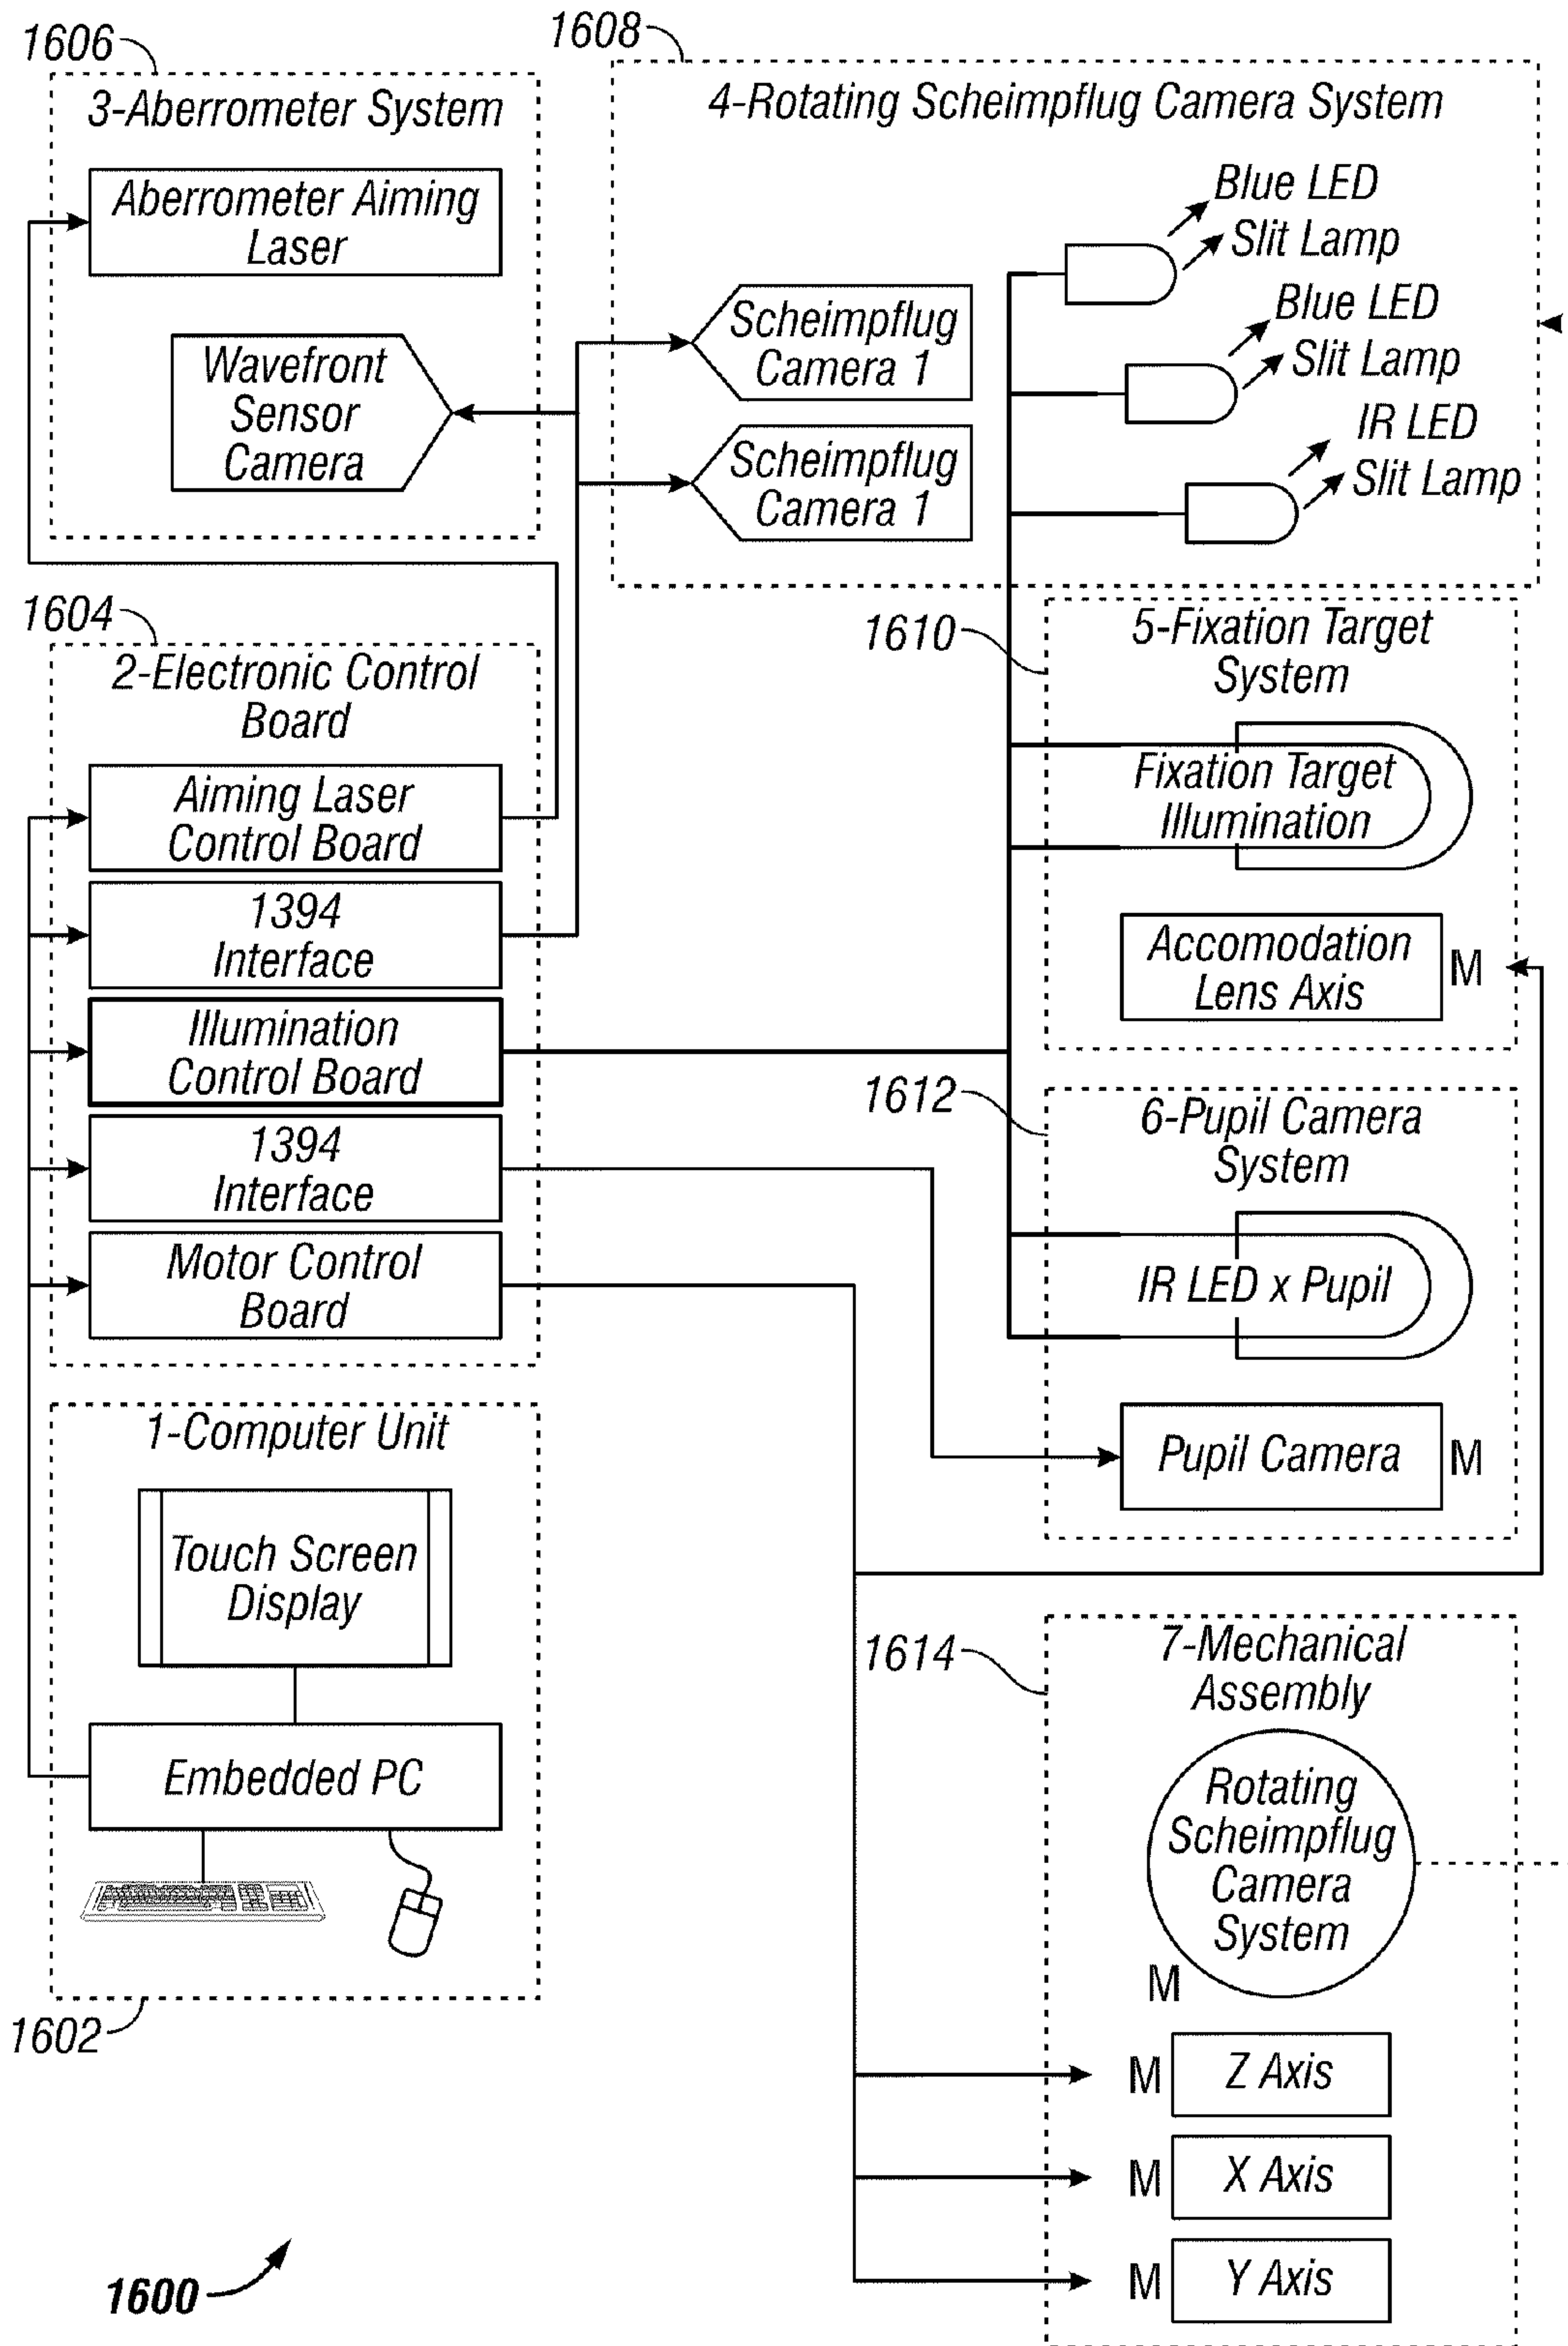 1606
3-Aberrometer System
Aberrometer Aiming
Laser
Wavefront
Sensor
Camera
1608
4-Rotating Scheimpflug Camera System
Scheimpflug
Camera 1
Scheimpflug
Camera 1
Blue LED
Slit Lamp
Blue LED
Slit Lamp
IR LED
Slit Lamp
1604
2-Electronic Control
Board
Aiming Laser
Control Board
1394
Interface
Illumination
Control Board
1394
Interface
Motor Control
Board
1610
5-Fixation Target
System
Fixation Target
Illumination
Accomodation
Lens Axis
M
1612
6-Pupil Camera
System
IR LED x Pupil
Pupil Camera
M
1-Computer Unit
Touch Screen
Display
Embedded PC
1602
1614
7-Mechanical
Assembly
Rotating
Scheimpflug
Camera
System
M
M
Z Axis
M
X Axis
M
Y Axis
1600